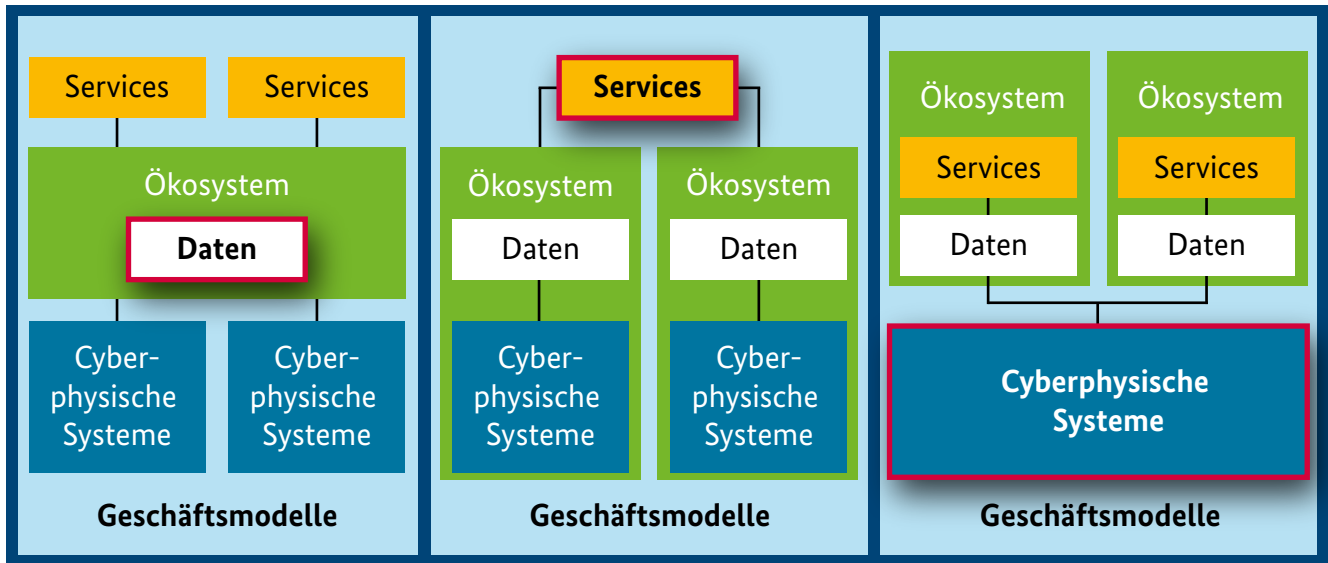 Services
Services
Ökosystem
Daten
Cyber-
physische
Systeme
Cyber-
physische
Systeme
Geschäftsmodelle
Services
Ökosystem
Ökosystem
Daten
Daten
Cyber-
physische
Systeme
Cyber-
physische
Systeme
Geschäftsmodelle
Ökosystem
Ökosystem
Services
Services
Daten
Daten
Cyberphysische
Systeme
Geschäftsmodelle